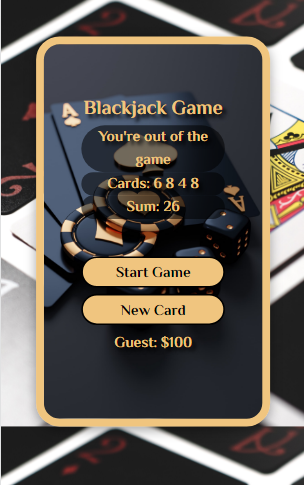 Blackjack Game
You're out of the
game
Cards: 6 8 4 8
Sum: 26
Start Game
New Card
Guest: $100